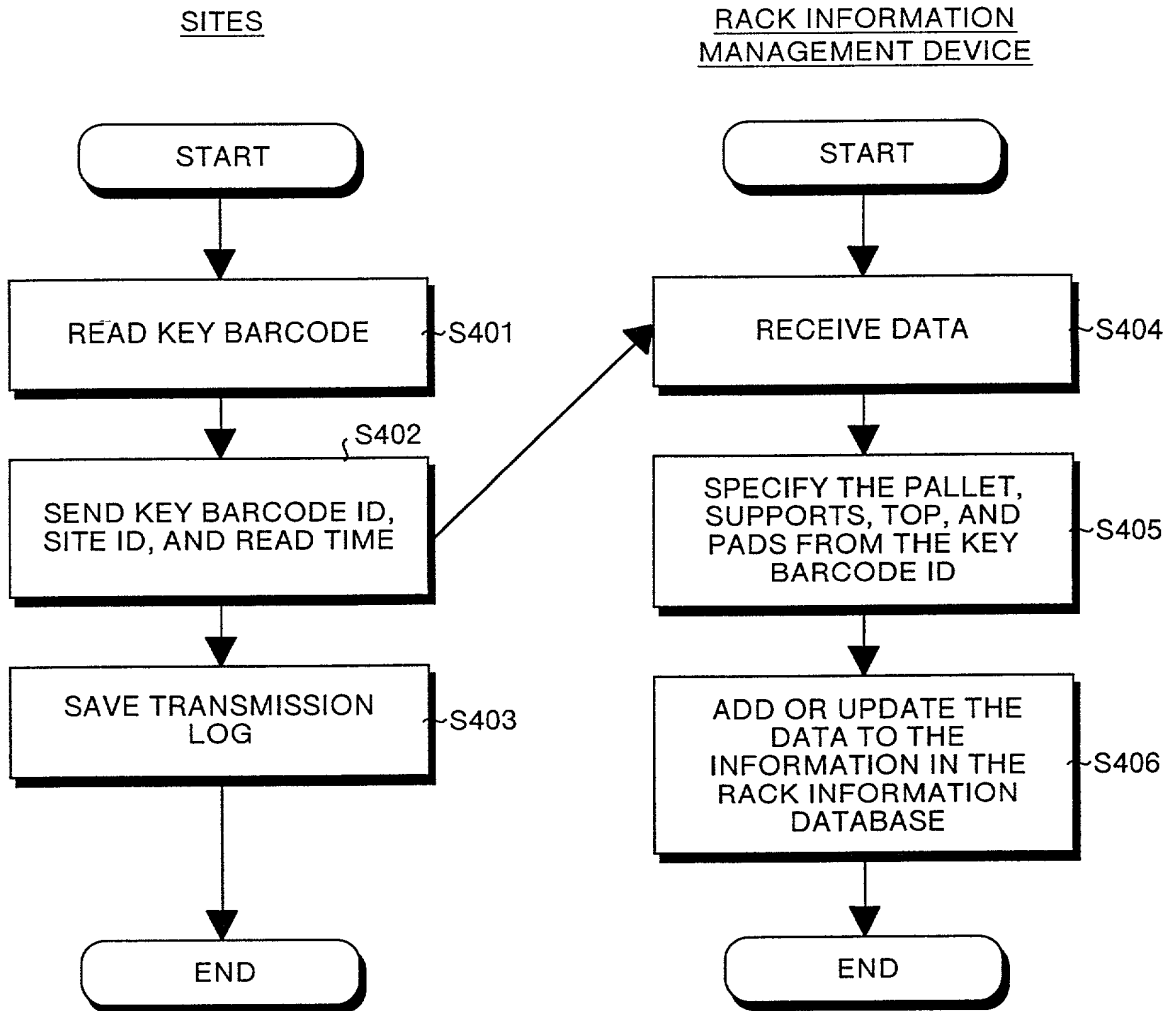 SITES
START
READ KEY BARCODE
S401
S402
SEND KEY BARCODE ID,
SITE ID, AND READ TIME
SAVE TRANSMISSION
LOG
S403
END
RACK INFORMATION
MANAGEMENT DEVICE
START
RECEIVE DATA
S404
SPECIFY THE PALLET,
SUPPORTS, TOP, AND
PADS FROM THE KEY
BARCODE ID
S405
ADD OR UPDATE THE
DATA TO THE
INFORMATION IN THE
RACK INFORMATION
DATABASE
S406
END